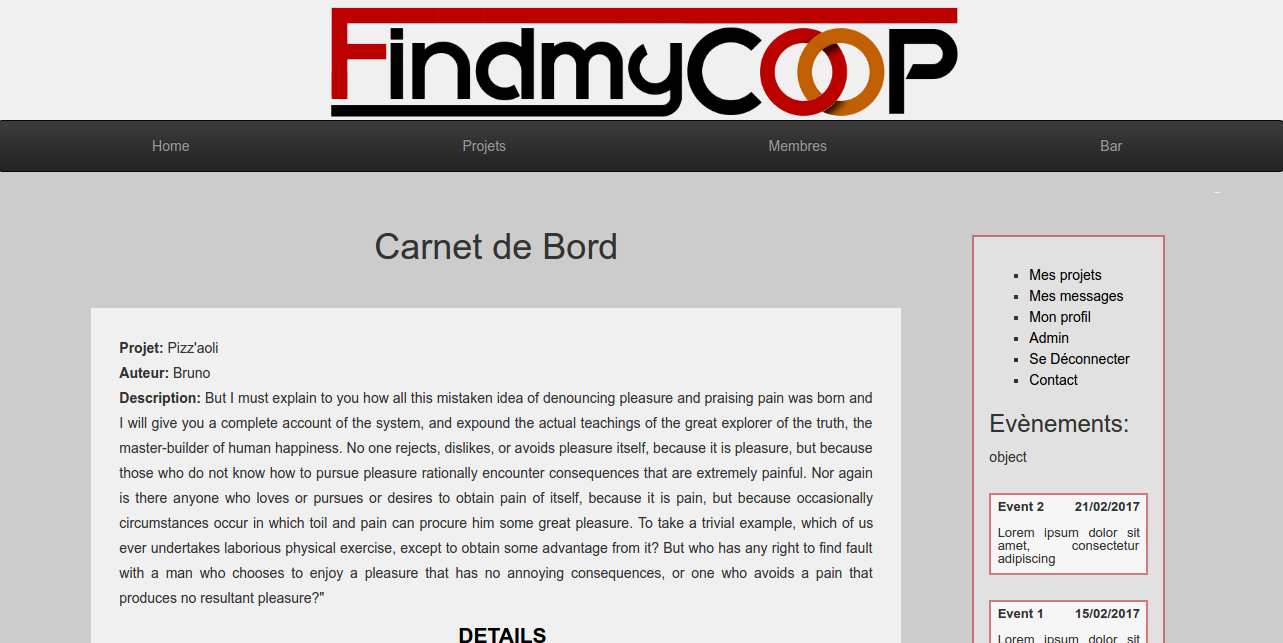 FindmyCOOP
Home Projets Membres Bar
Carnet de Bord
Projet: Pizz'aoli
Auteur: Bruno
Description: But I must explain to you how all this mistaken idea of denouncing pleasure and praising pain was born and
I will give you a complete account of the system, and expound the actual teachings of the great explorer of the truth, the
master-builder of human happiness. No one rejects, dislikes, or avoids pleasure itself, because it is pleasure, but because
those who do not know how to pursue pleasure rationally encounter consequences that are extremely painful. Nor again
is there anyone who loves or pursues or desires to obtain pain of itself, because it is pain, but because occasionally
circumstances occur in which toil and pain can procure him some great pleasure. To take a trivial example, which of us
ever undertakes laborious physical exercise, except to obtain some advantage from it? But who has any right to find fault
with a man who chooses to enjoy a pleasure that has no annoying consequences, or one who avoids a pain that
produces no resultant pleasure?"
DETAILS
Mes projets
Mes messages
Mon profil
Admin
Se Déconnecter
Contact
Evènements:
object
Event 2 21/02/2017
Lorem ipsum dolor sit
amet, consectetur
adipiscing
Event 1 15/02/2017
Lorem ipsum dolor sit